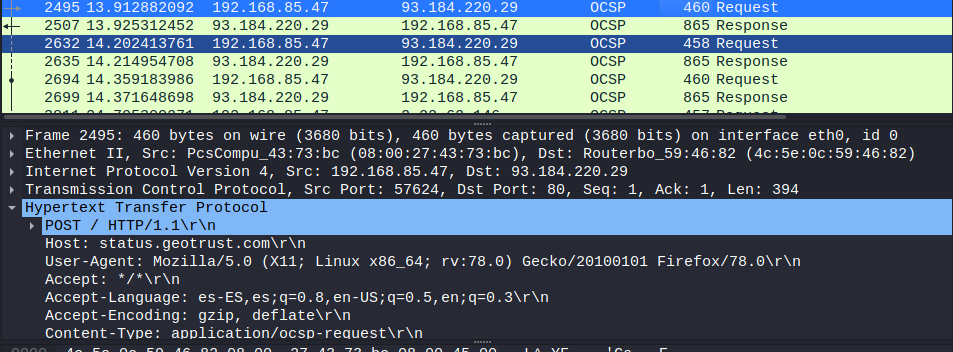 2495 13.912882092 192.168.85.47 93.184.220.29 OCSP 460 Request
2507 13.925312452 93.184.220.29 192.168.85.47 OCSP 865 Response
2632 14.202413761 192.168.85.47 93.184.220.29 OCSP 458 Request
2635 14.214954708 93.184.220.29 192.168.85.47 OCSP 865 Response
2694 14.359183986 192.168.85.47 93.184.220.29 OCSP 460 Request
2699 14.371648698 93.184.220.29 192.168.85.47 OCSP 865 Response
Frame 2495: 460 bytes on wire (3680 bits), 460 bytes captured (3680 bits) on interface eth0, id 0
Ethernet II, Src: PcsCompu_43:73:bc (08:00:27:43:73:bc), Dst: Routerbo_59:46:82 (4c:5e:0c:59:46:82)
Internet Protocol Version 4, Src: 192.168.85.47, Dst: 93.184.220.29
Transmission Control Protocol, Src Port: 57624, Dst Port: 80, Seq: 1, Ack: 1, Len: 394
Hypertext Transfer Protocol
POST / HTTP/1.1\r\n
Host: status.geotrust.com\r\n
User-Agent: Mozilla/5.0 (X11; Linux x86_64; rv:78.0) Gecko/20100101 Firefox/78.0\r\n
Accept: */*\r\n
Accept-Language: es-ES,es;q=0.8,en-US;q=0.5,en;q=0.3\r\n
Accept-Encoding: gzip, deflate\r\n
Content-Type: application/ocsp-request\r\n